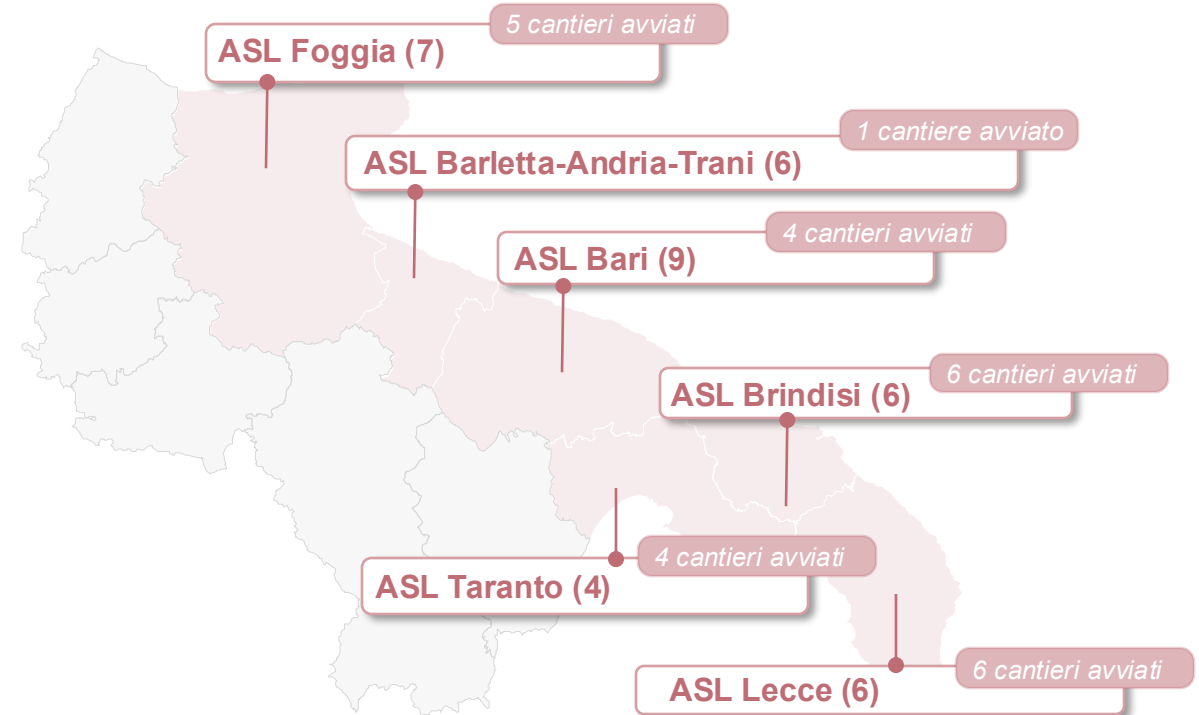 5 cantieri avviati
ASL Foggia (7)
1 cantiere avviato
ASL Barletta-Andria-Trani (6)
4 cantieri avviati
ASL Bari (9)
6 cantieri avviati
ASL Brindisi (6)
4 cantieri avviati
ASL Taranto (4)
6 cantieri avviati
ASL Lecce (6)